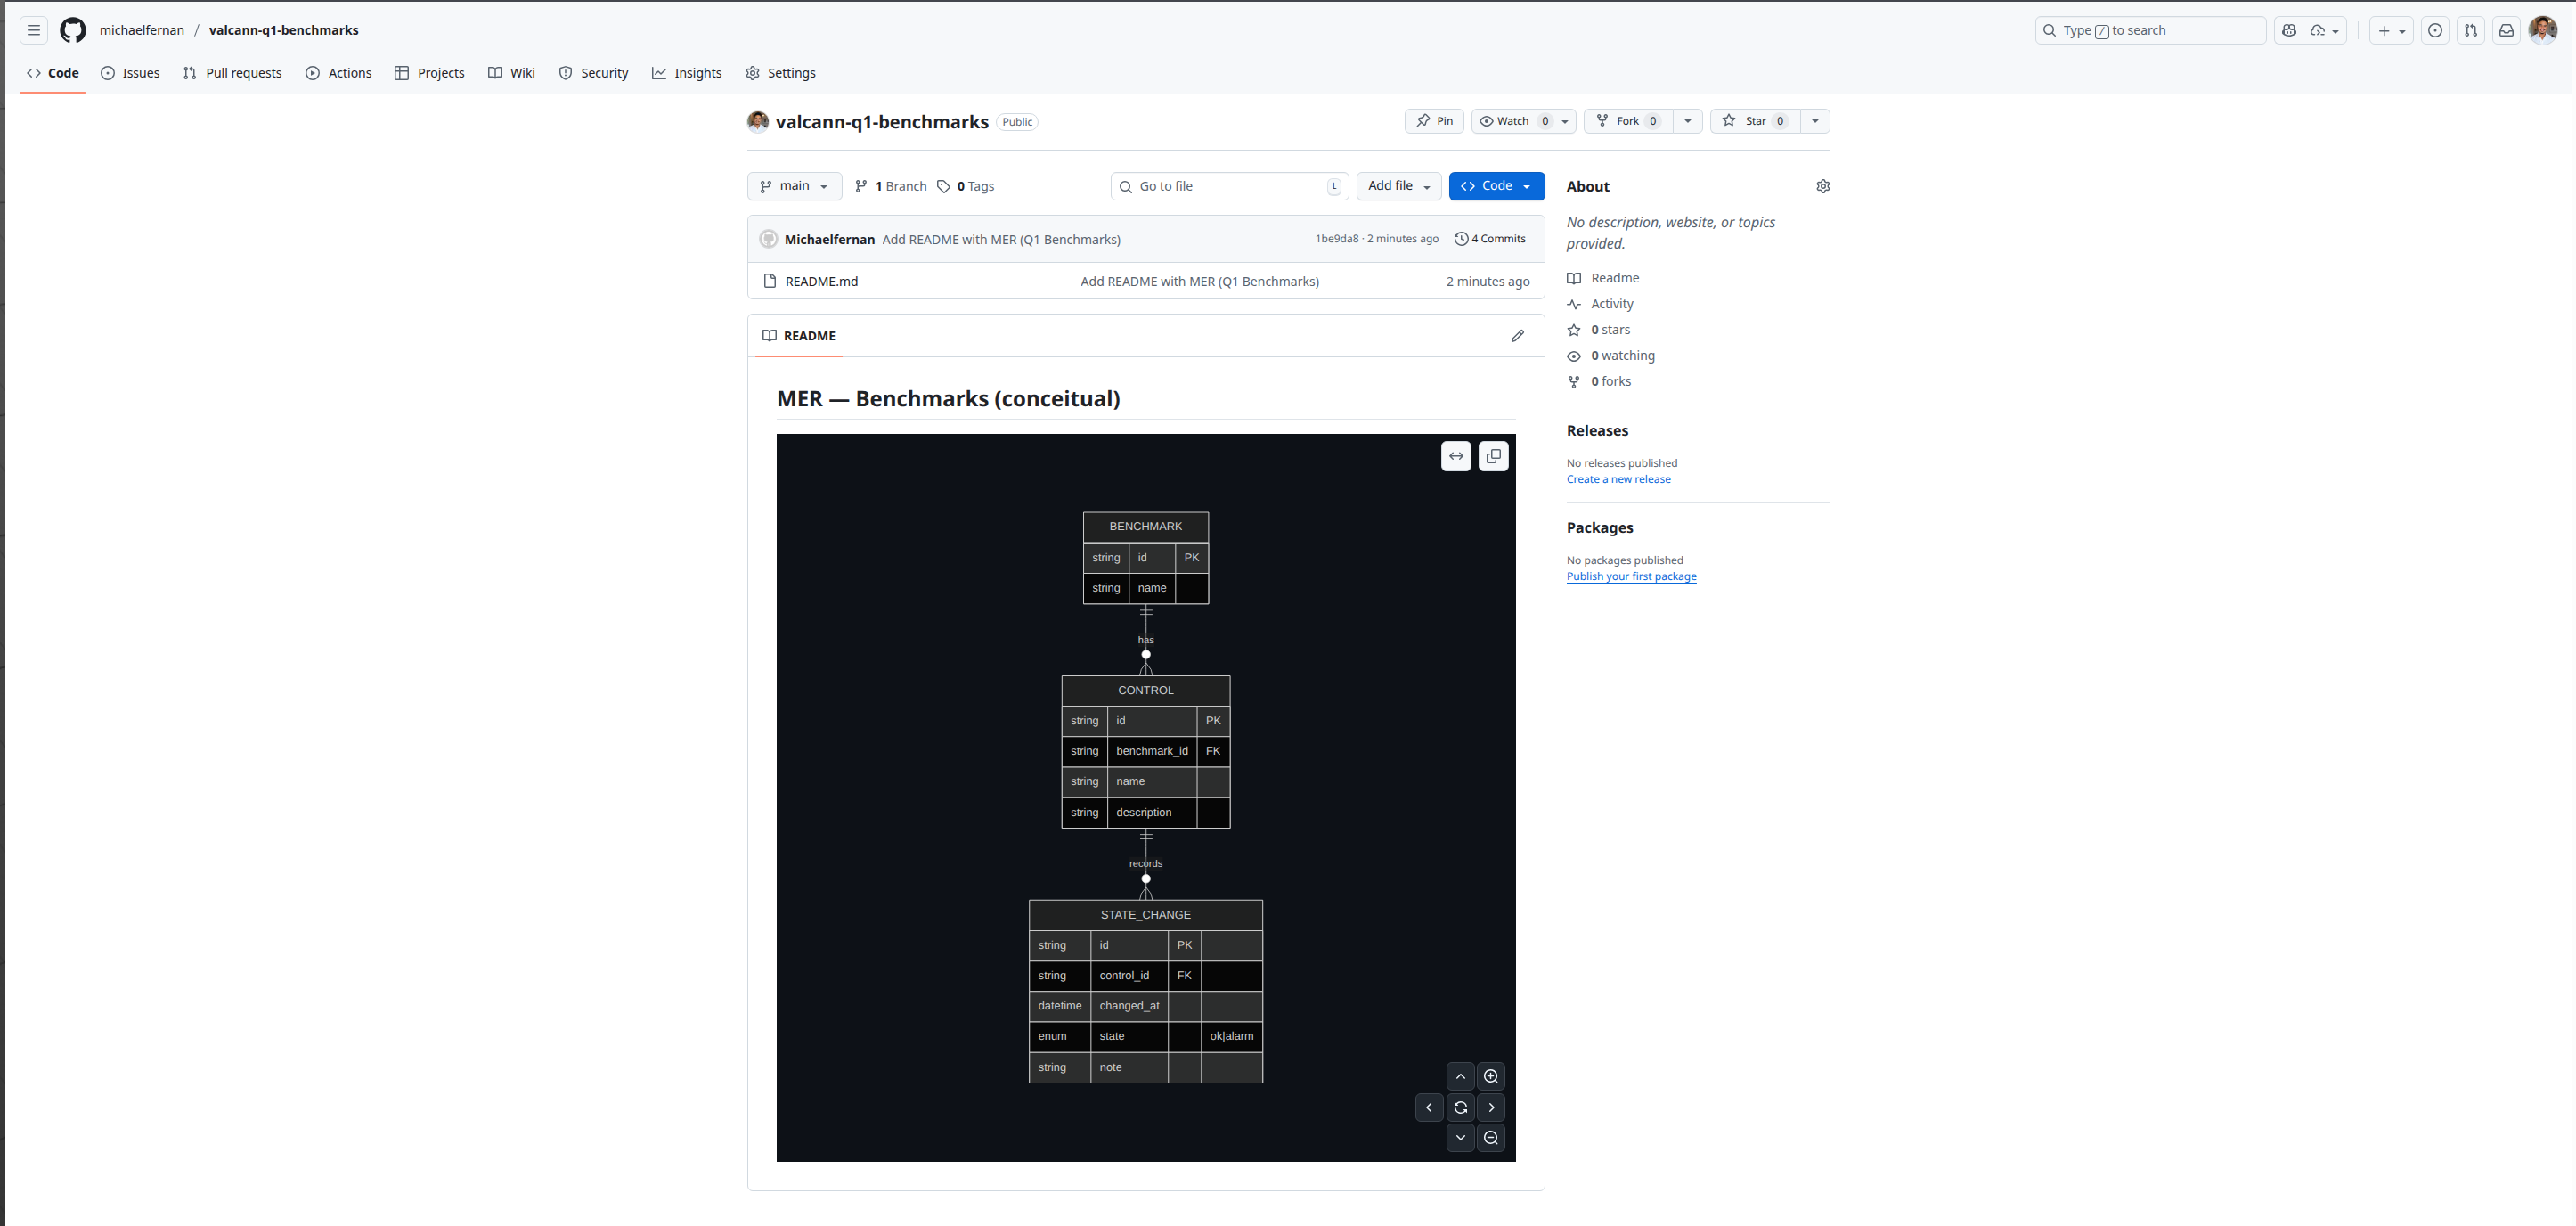 michaelfernan / valcann-q1-benchmarks
Type / to search
Code Issues Pull requests Actions Projects Wiki Security Insights Settings
valcann-q1-benchmarks Public
Pin Watch 0 Fork 0 Star 0
main 1 Branch 0 Tags Go to file t Add file Code
Michaelfernan Add README with MER (Q1 Benchmarks) 1be9da8 · 2 minutes ago 4 Commits
README.md Add README with MER (Q1 Benchmarks) 2 minutes ago
README
MER — Benchmarks (conceitual)
BENCHMARK
string id PK
string name
has
CONTROL
string id PK
string benchmark_id FK
string name
string description
records
STATE_CHANGE
string id PK
string control_id FK
datetime changed_at
enum state ok|alarm
string note
About
No description, website, or topics
provided.
Readme
Activity
0 stars
0 watching
0 forks
Releases
No releases published
Create a new release
Packages
No packages published
Publish your first package